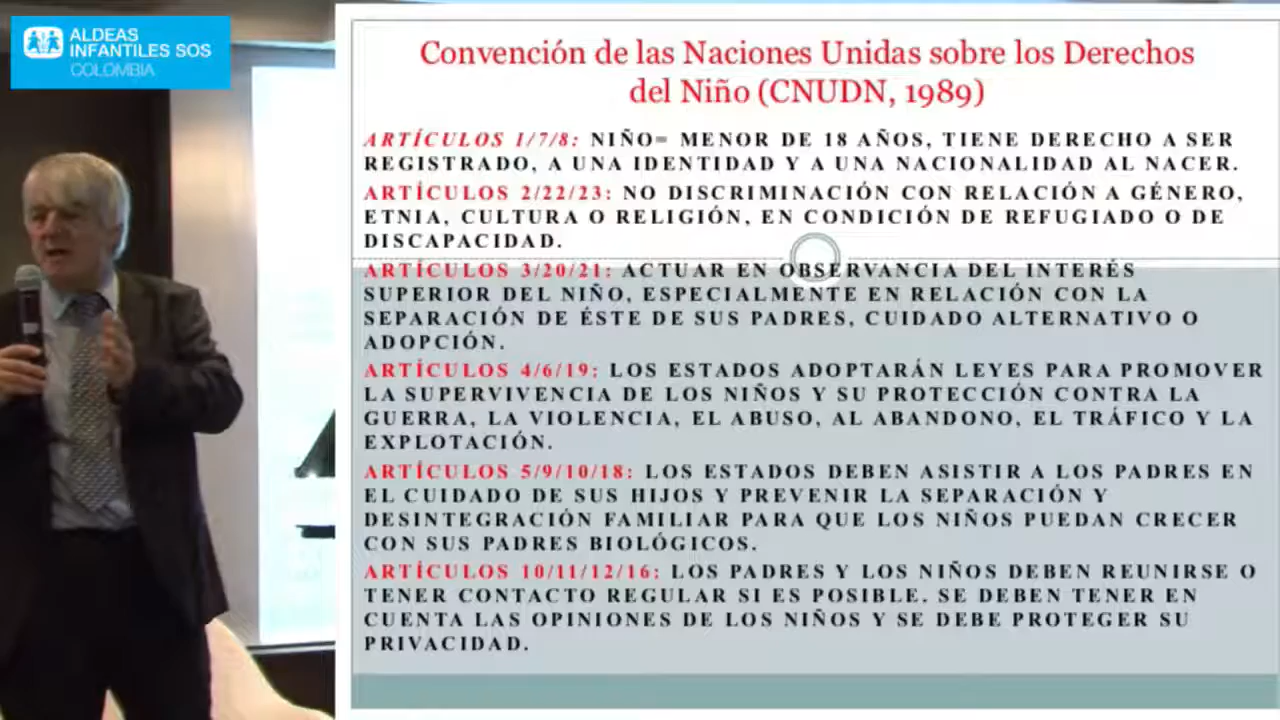 ALDEAS
INFANTILES SOS
COLOMBIA
Convención de las Naciones Unidas sobre los Derechos
del Niño (CNUDN, 1989)
ARTÍCULOS 1/7/8: NIÑO= MENOR DE 18 AÑOS, TIENE DERECHO A SER
REGISTRADO, A UNA IDENTIDAD Y A UNA NACIONALIDAD AL NACER.
ARTÍCULOS 2/22/23: NO DISCRIMINACIÓN CON RELACIÓN A GÉNERO,
ETNIA, CULTURA O RELIGIÓN, EN CONDICIÓN DE REFUGIADO O DE
DISCAPACIDAD.
ARTÍCULOS 3/20/21: ACTUAR EN OBSERVANCIA DEL INTERÉS
SUPERIOR DEL NIÑO, ESPECIALMENTE EN RELACIÓN CON LA
SEPARACIÓN DE ÉSTE DE SUS PADRES, CUIDADO ALTERNATIVO O
ADOPCIÓN.
ARTÍCULOS 4/6/19: LOS ESTADOS ADOPTARÁN LEYES PARA PROMOVER
LA SUPERVIVENCIA DE LOS NIÑOS Y SU PROTECCIÓN CONTRA LA
GUERRA, LA VIOLENCIA, EL ABUSO, AL ABANDONO, EL TRÁFICO Y LA
EXPLOTACIÓN.
ARTÍCULOS 5/9/10/18: LOS ESTADOS DEBEN ASISTIR A LOS PADRES EN
EL CUIDADO DE SUS HIJOS Y PREVENIR LA SEPARACIÓN Y
DESINTEGRACIÓN FAMILIAR PARA QUE LOS NIÑOS PUEDAN CRECER
CON SUS PADRES BIOLÓGICOS.
ARTÍCULOS 10/11/12/16: LOS PADRES Y LOS NIÑOS DEBEN REUNIRSE O
TENER CONTACTO REGULAR SI ES POSIBLE. SE DEBEN TENER EN
CUENTA LAS OPINIONES DE LOS NIÑOS Y SE DEBE PROTEGER SU
PRIVACIDAD.